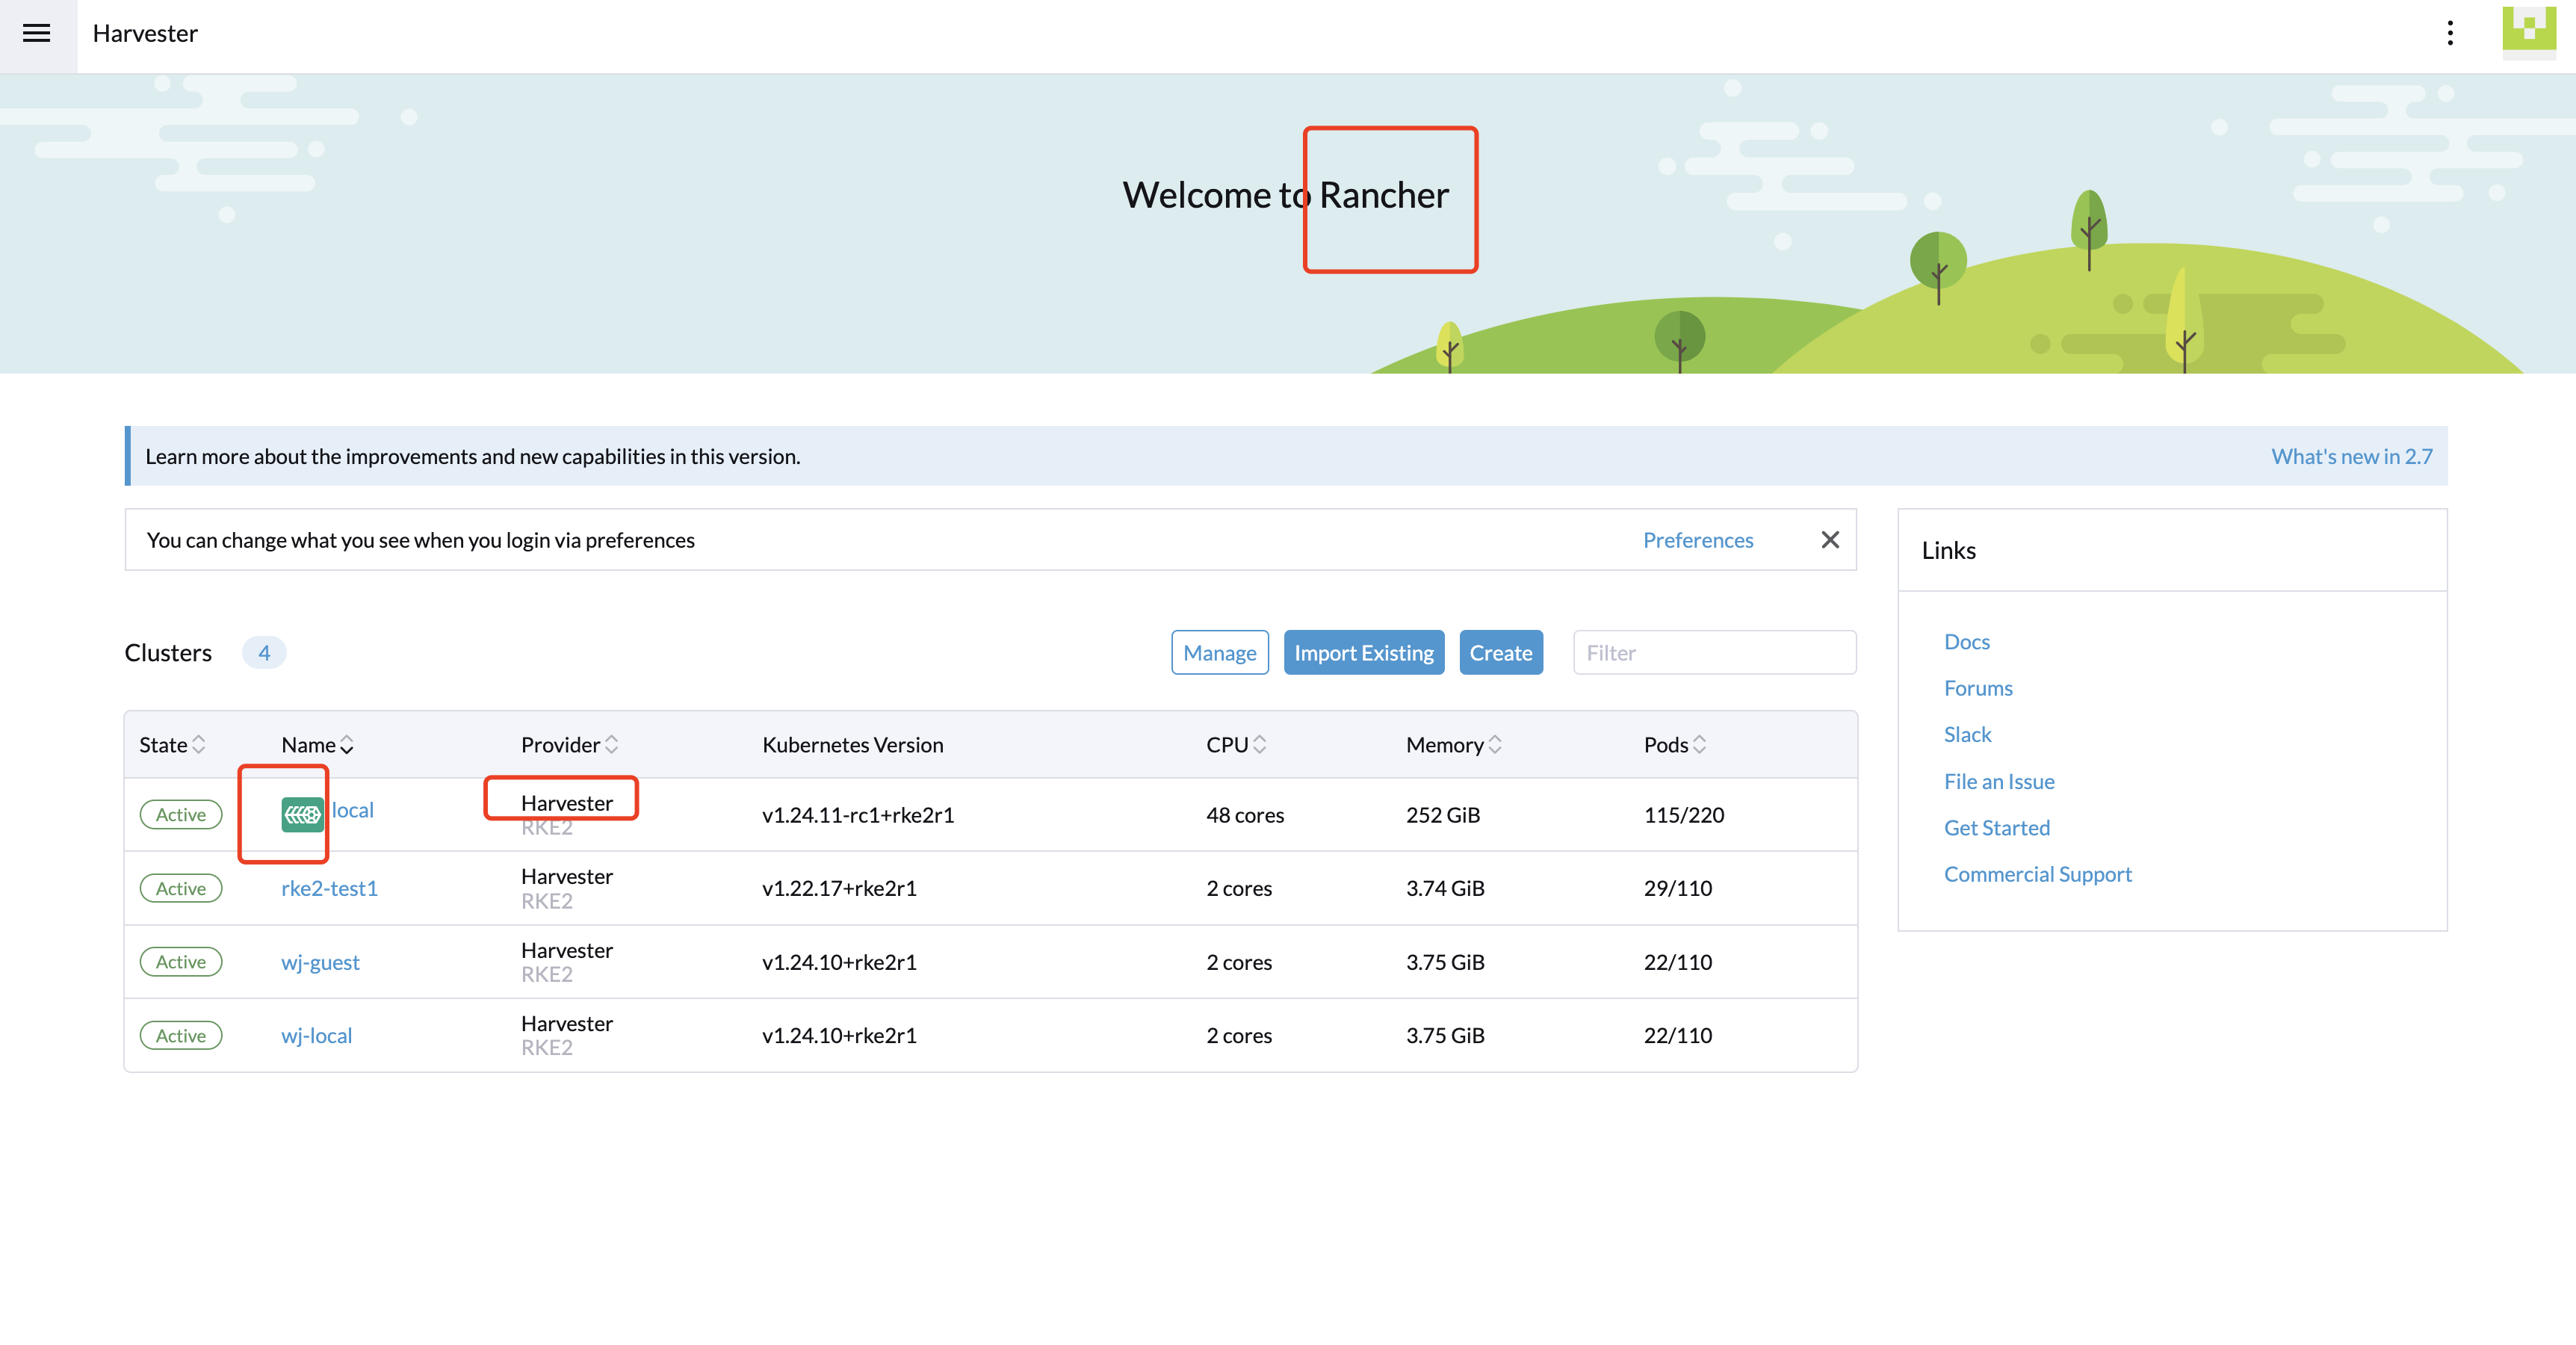 Harvester
Welcome to Rancher
Learn more about the improvements and new capabilities in this version. What's new in 2.7
You can change what you see when you login via preferences Preferences
Links
Docs
Forums
Slack
File an Issue
Get Started
Commercial Support
Clusters 4 Manage Import Existing Create Filter
State Name Provider Kubernetes Version CPU Memory Pods
Active local Harvester v1.24.11-rc1+rke2r1 48 cores 252 GiB 115/220
RKE2
Active rke2-test1 Harvester v1.22.17+rke2r1 2 cores 3.74 GiB 29/110
RKE2
Active wj-guest Harvester v1.24.10+rke2r1 2 cores 3.75 GiB 22/110
RKE2
Active wj-local Harvester v1.24.10+rke2r1 2 cores 3.75 GiB 22/110
RKE2